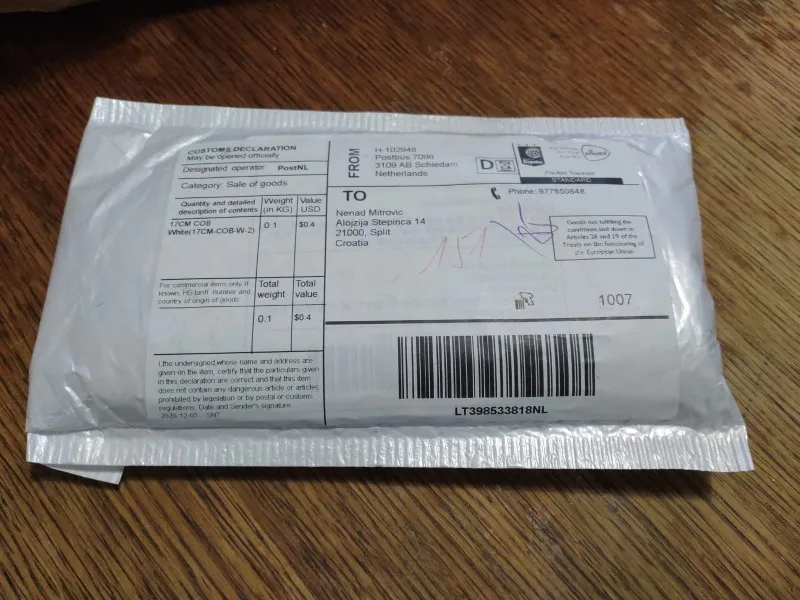 CUSTOMS DECLARATION
May be opened officially
Designated operator PostNL
Category: Sale of goods
Quantity and detailed description of contents
Weight (in KG)
Value USD
17CM COB
White(17CM-COB-W-2)
0.1
$0.4
For commercial items only If
known, HS tariff number and
country of origin of goods
Total weight
Total value
0.1
$0.4
I,the undersigned,whose name and address are
given on the item, certify that the particulars given
in this declaration are correct and that this item
does not contain any dangerous article or articles
prohibited by legislation or by postal or customs
regulations. Date and Sender's signature
2020-12-03 SNT
FROM
H-102948
Postbus 7096
3109 AB Schiedam
Netherlands
D
Product Tracked
STANDARD
TO
Phone: 977850848
Nenad Mitrovic
Alojzija Stepinca 14
21000, Split
Croatia
151
Goods not fulfilling the
conditions laid down in
Articles 28 and 29 of the
Treaty on the functioning of
the European Union
1007
LT398533818NL